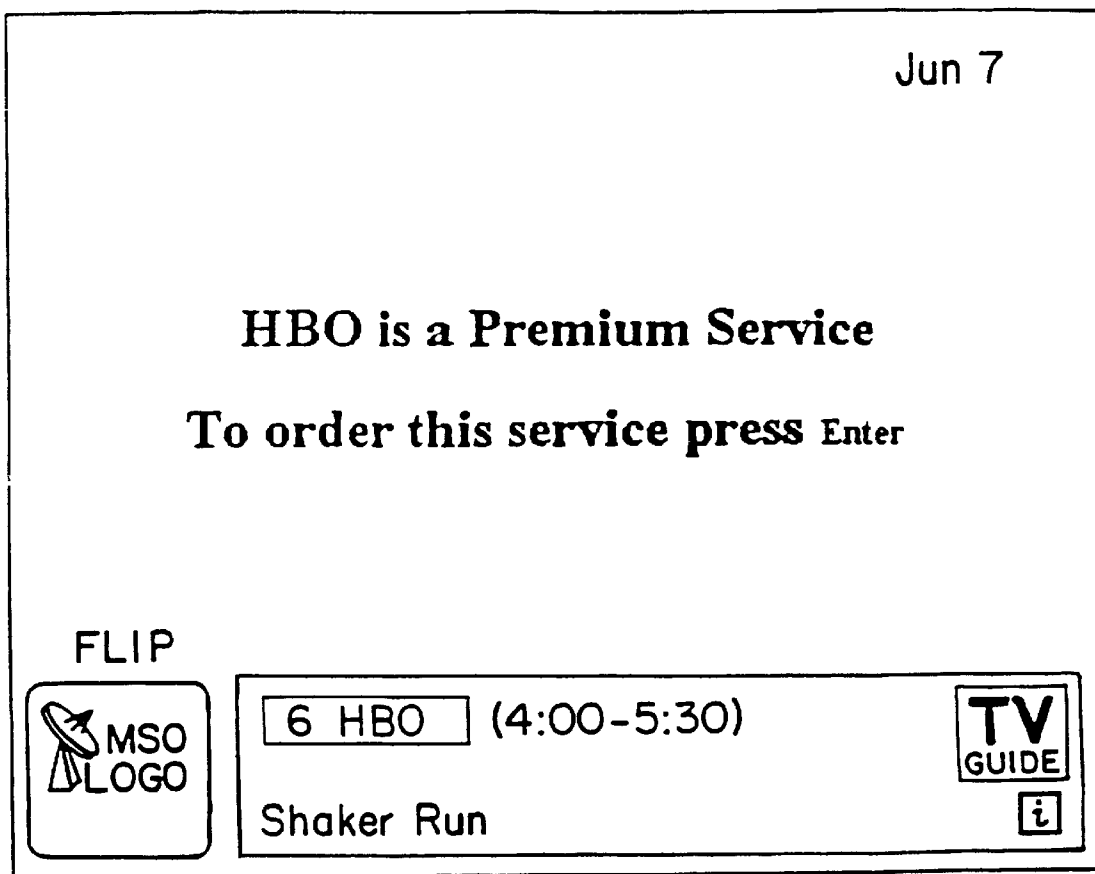 Jun 7
HBO is a Premium Service
To order this service press Enter
FLIP
MSO
LOGO
6 HBO (4:00-5:30)
TV
GUIDE
Shaker Run
i